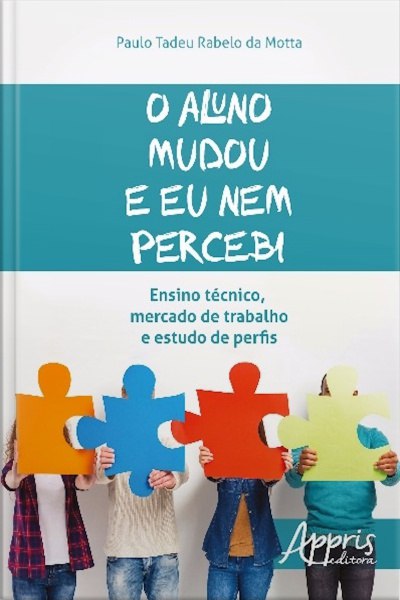 Paulo Tadeu Rabelo da Motta
O ALUNO
MUDOU
E EU NEM
PERCEBI
Ensino técnico,
mercado de trabalho
e estudo de perfis
Appris
editora